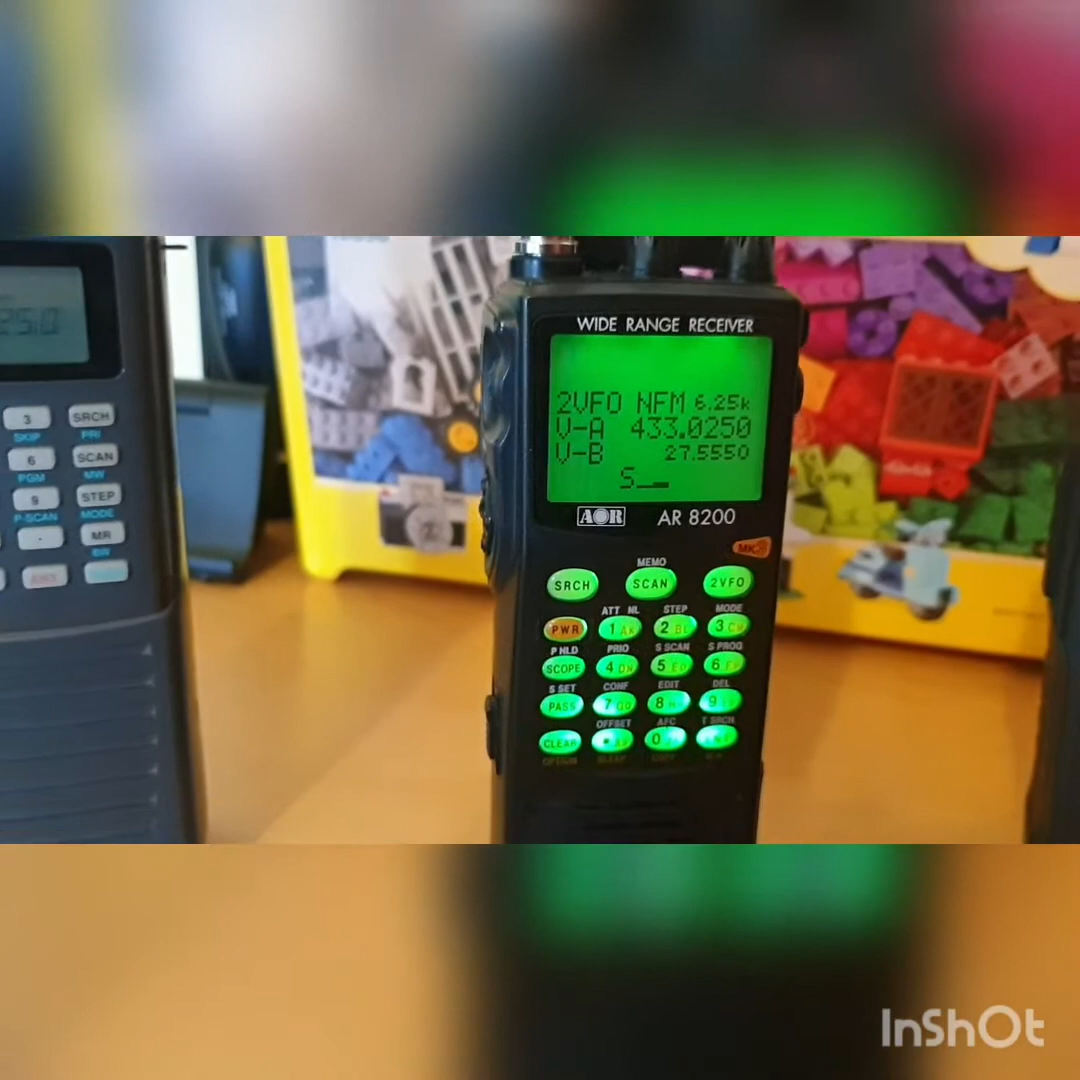 WIDE RANGE RECEIVER
2VFO NFM 6.25k
V-A 433.0250
V-B 27.5550
S
AOR AR 8200
MEMO
SRCH SCAN 2VFO
ATT NL STEP MODE
PWR 1 2 3
P NLD PRIO S SCAN S PROG
SCOPE 4 5 6
S SET CONF EDIT DEL
PASS 7 8 9
OFFSET AFC T SRCH
CLEAR 0
250
3 SRCH
SKIP PRI
6 SCAN
PGM MW
9 STEP
P-SCAN MODE
. MR
BW
InShOt